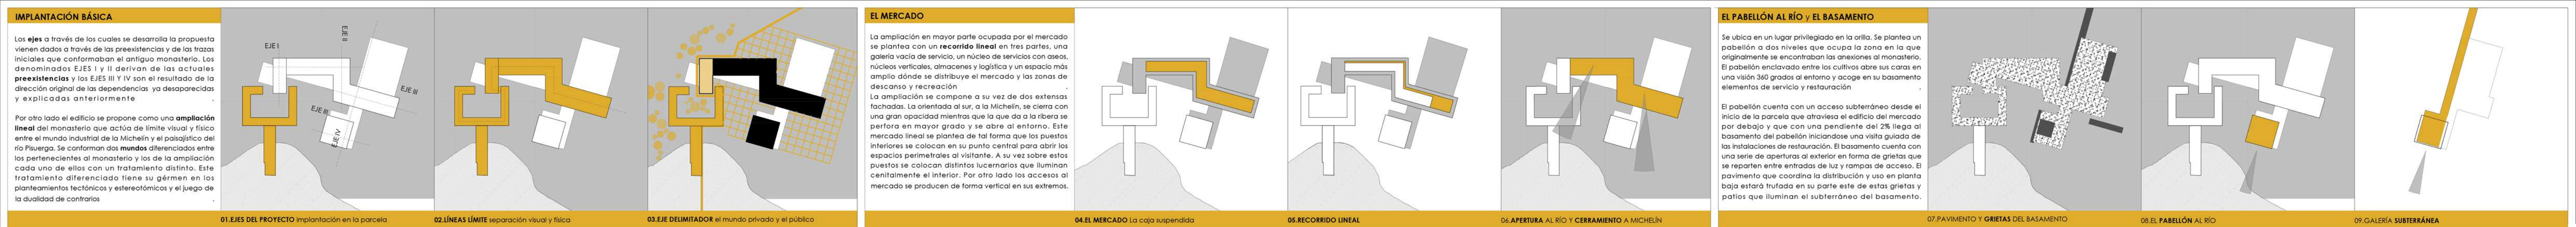 IMPLANTACIÓN BÁSICA
Los ejes a través de los cuales se desarrolla la propuesta
vienen dados a través de las preexistencias y de las trazas
iniciales que conformaban el antiguo monasterio. Los
denominados EJES I y II derivan de las actuales
preexistencias y los EJES III Y IV son el resultado de la
dirección original de las dependencias ya desaparecidas
y explicadas anteriormente .
Por otro lado el edificio se propone como una ampliación
lineal del monasterio que actúa de límite visual y físico
entre el mundo industrial de la Michelín y el paisajístico del
río Pisuerga. Se conforman dos mundos diferenciados entre
los pertenecientes al monasterio y los de la ampliación
cada uno de ellos con un tratamiento distinto. Este
tratamiento diferenciado tiene su gérmen en los
planteamientos tectónicos y estereotómicos y el juego de
la dualidad de contrarios .
EJE I
EJE II
EJE III
EJE III
EJE IV
01.EJES DEL PROYECTO implantación en la parcela
02.LÍNEAS LÍMITE separación visual y física
03.EJE DELIMITADOR el mundo privado y el público
EL MERCADO
La ampliación en mayor parte ocupada por el mercado
se plantea con un recorrido lineal en tres partes, una
galería vacía de servicio, un núcleo de servicios con aseos,
núcleos verticales, almacenes y logística y un espacio más
amplio dónde se distribuye el mercado y las zonas de
descanso y recreación .
La ampliación se compone a su vez de dos extensas
fachadas. La orientada al sur, a la Michelín, se cierra con
una gran opacidad mientras que la que da a la ribera se
perfora en mayor grado y se abre al entorno. Este
mercado lineal se plantea de tal forma que los puestos
interiores se colocan en su punto central para abrir los
espacios perimetrales al visitante. A su vez sobre estos
puestos se colocan distintos lucernarios que iluminan
cenitalmente el interior. Por otro lado los accesos al
mercado se producen de forma vertical en sus extremos.
04.EL MERCADO La caja suspendida
05.RECORRIDO LINEAL
06.APERTURA AL RÍO Y CERRAMIENTO A MICHELÍN
EL PABELLÓN AL RÍO y EL BASAMENTO
Se ubica en un lugar privilegiado en la orilla. Se plantea un
pabellón a dos niveles que ocupa la zona en la que
originalmente se encontraban las anexiones al monasterio.
El pabellón enclavado entre los cultivos abre sus caras en
una visión 360 grados al entorno y acoge en su basamento
elementos de servicio y restauración .
El pabellón cuenta con un acceso subterráneo desde el
inicio de la parcela que atraviesa el edificio del mercado
por debajo y que con una pendiente del 2% llega al
basamento del pabellón iniciandose una visita guiada de
las instalaciones de restauración. El basamento cuenta con
una serie de aperturas al exterior en forma de grietas que
se reparten entre entradas de luz y rampas de acceso. El
pavimento que coordina la distribución y uso en planta
baja estará trufada en su parte este de estas grietas y
patios que iluminan el subterráneo del basamento.
07.PAVIMENTO Y GRIETAS DEL BASAMENTO
08.EL PABELLÓN AL RÍO
09.GALERÍA SUBTERRÁNEA